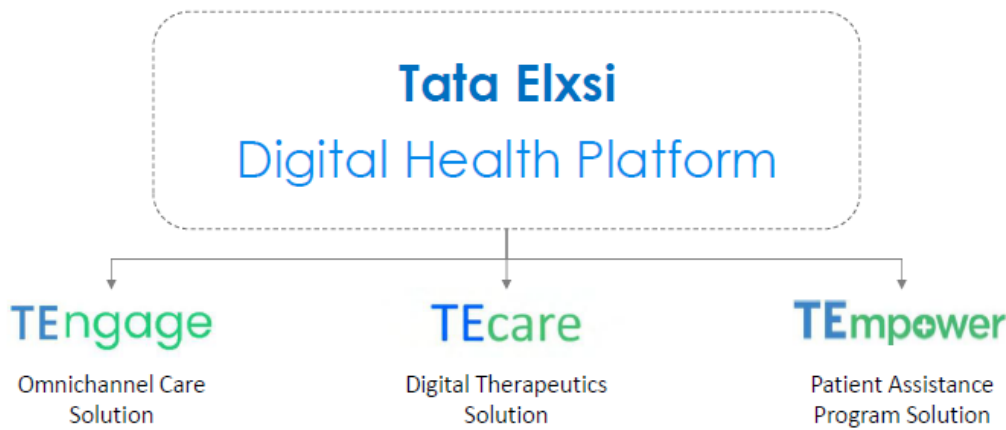 Tata Elxsi
Digital Health Platform
TEngage
Omnichannel Care
Solution
TEcare
Digital Therapeutics
Solution
TEmpower
Patient Assistance
Program Solution